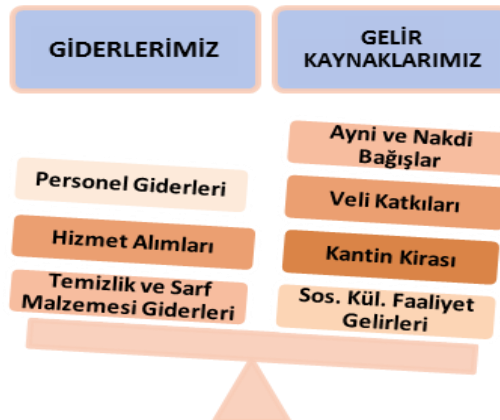 GİDERLERİMİZ
GELİR
KAYNAKLARIMIZ
Personel Giderleri
Hizmet Alımları
Temizlik ve Sarf
Malzemesi Giderleri
Ayni ve Nakdi
Bağışlar
Veli Katkıları
Kantin Kirası
Sos. Kül. Faaliyet
Gelirleri